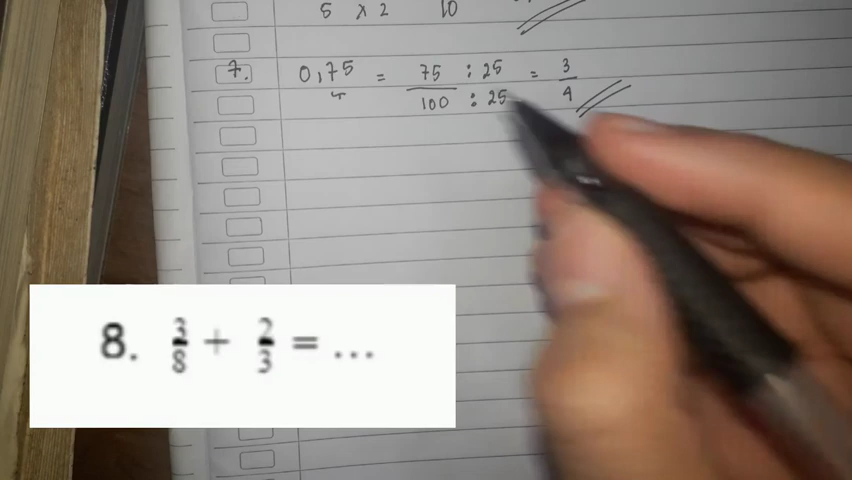 5 x 2 10
7. 0,75 = 75/100 : 25/: 25 = 3/4
8. 3/8 + 2/3 = ...